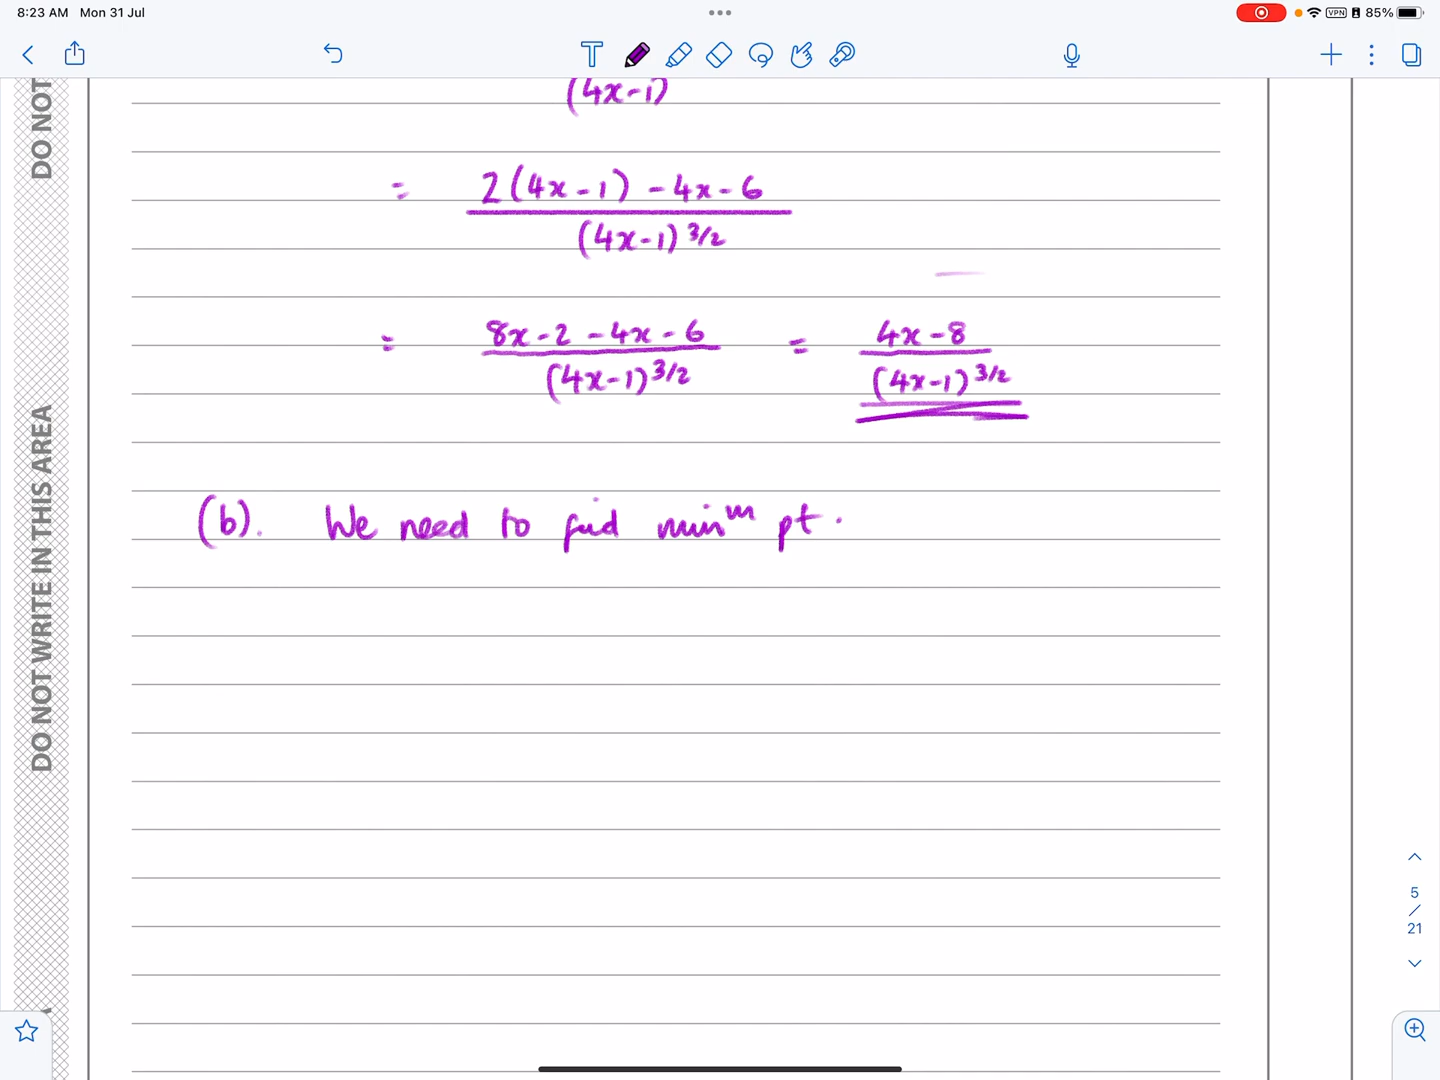 8:23 AM Mon 31 Jul
VPN 85%
T
DO NOT
(4x-1)
= 2(4x-1) - 4x - 6
(4x-1) 3/2
= 8x - 2 - 4x - 6 = 4x - 8
(4x-1) 3/2 (4x-1) 3/2
DO NOT WRITE IN THIS AREA
(b). We need to find minᵐ pt.
5
/
21